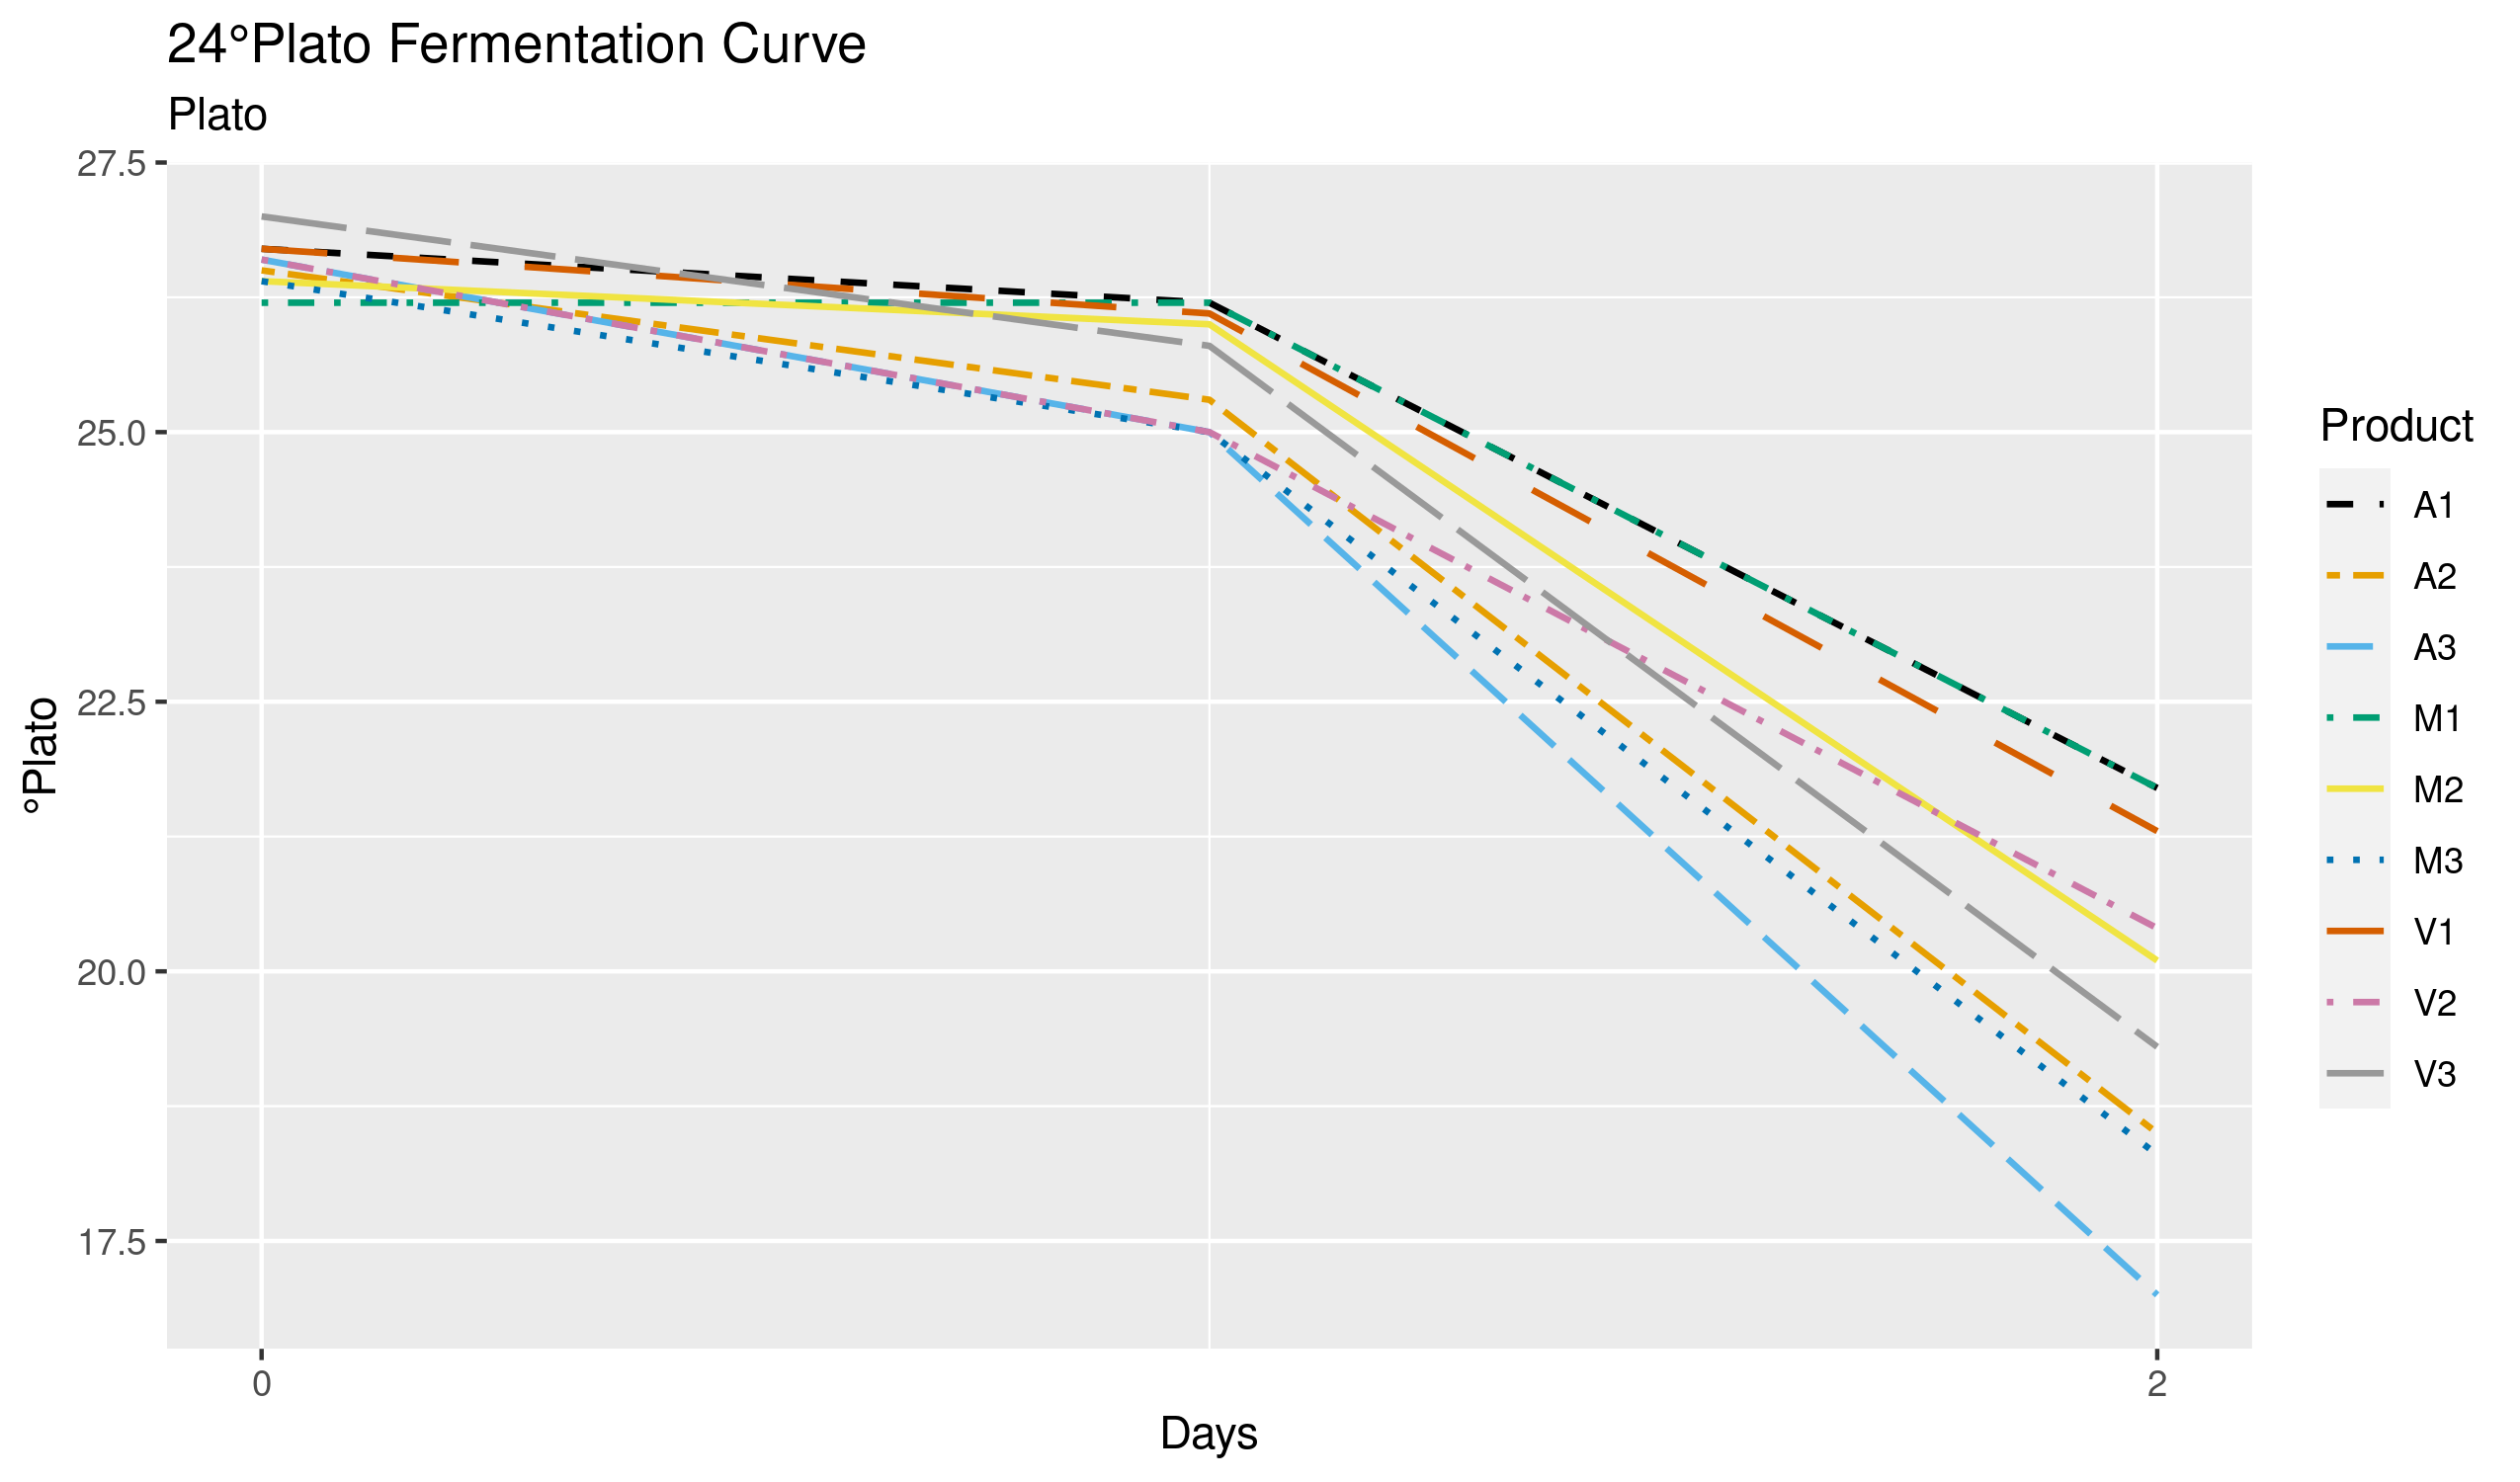 24°Plato Fermentation Curve
Plato
27.5
25.0
22.5
20.0
17.5
°Plato
0
2
Days
Product
A1
A2
A3
M1
M2
M3
V1
V2
V3